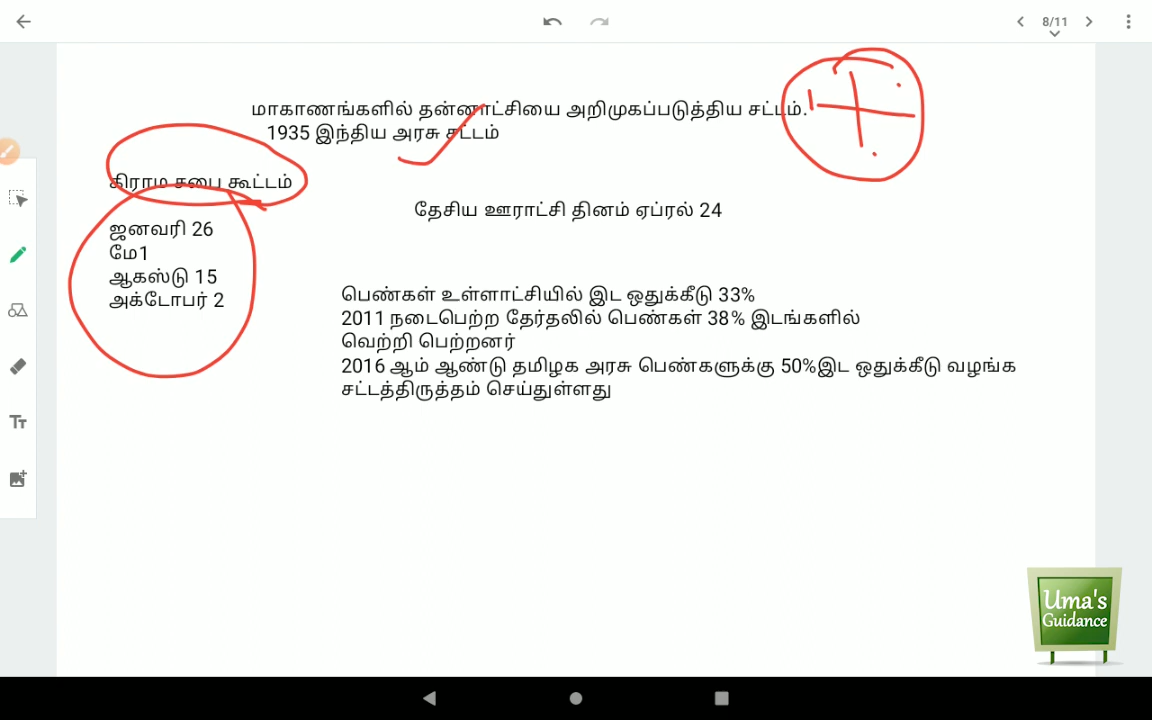 8/11
மாகாணங்களில் தன்னாட்சியை அறிமுகப்படுத்திய சட்டம்.
1935 இந்திய அரசு சட்டம்
கிராம சபை கூட்டம்
ஜனவரி 26
மே1
ஆகஸ்டு 15
அக்டோபர் 2
தேசிய ஊராட்சி தினம் ஏப்ரல் 24
பெண்கள் உள்ளாட்சியில் இட ஒதுக்கீடு 33%
2011 நடைபெற்ற தேர்தலில் பெண்கள் 38% இடங்களில்
வெற்றி பெற்றனர்
2016 ஆம் ஆண்டு தமிழக அரசு பெண்களுக்கு 50%இட ஒதுக்கீடு வழங்க
சட்டத்திருத்தம் செய்துள்ளது
Tт
Uma's
Guidance